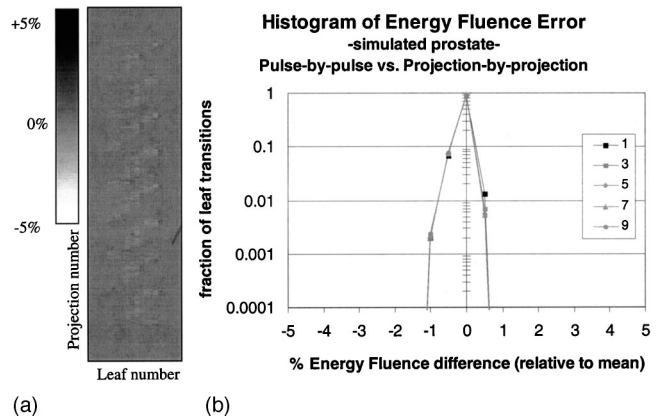 +5%
0%
-5%
Projection number
Leaf number
(a)
Histogram of Energy Fluence Error
-simulated prostate-
Pulse-by-pulse vs. Projection-by-projection
fraction of leaf transitions
1
0.1
0.01
0.001
0.0001
-5 -4 -3 -2 -1 0 1 2 3 4 5
% Energy Fluence difference (relative to mean)
1
3
5
7
9
(b)